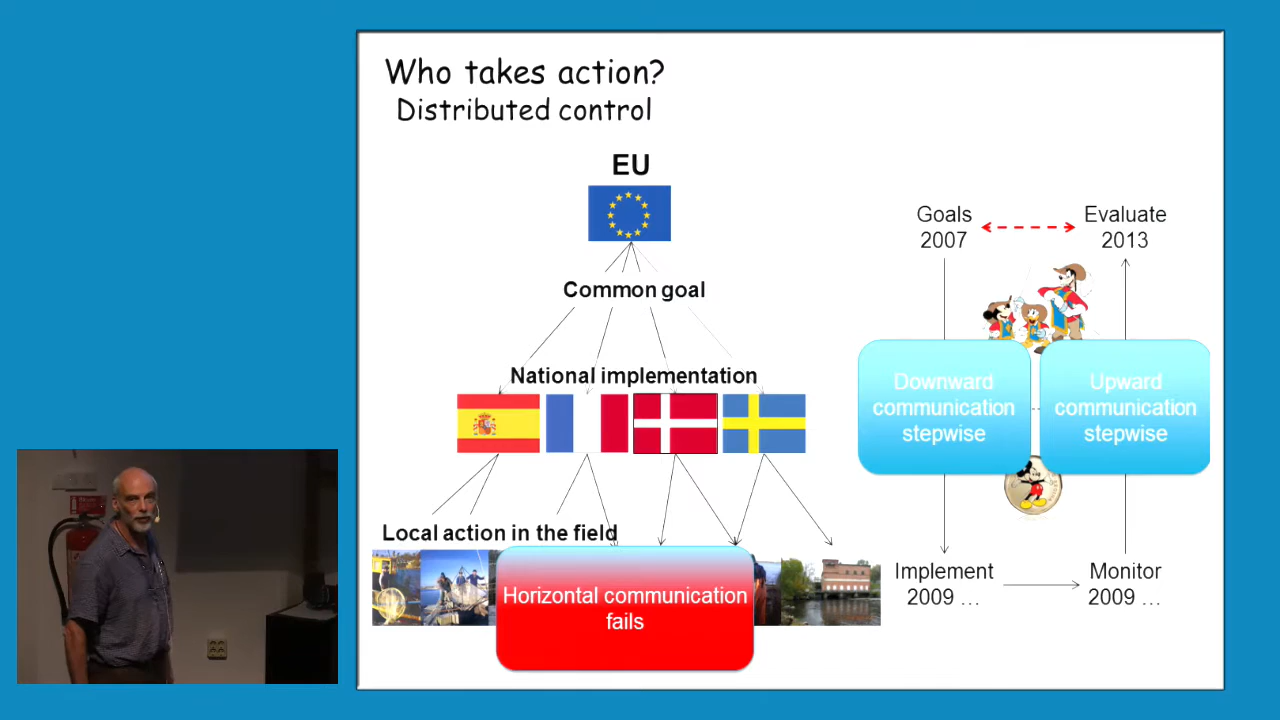 Who takes action?
Distributed control
EU
Common goal
National implementation
Local action in the field
Horizontal communication
fails
Goals
2007
Evaluate
2013
Downward
communication
stepwise
Upward
communication
stepwise
Implement
2009 ...
Monitor
2009 ...